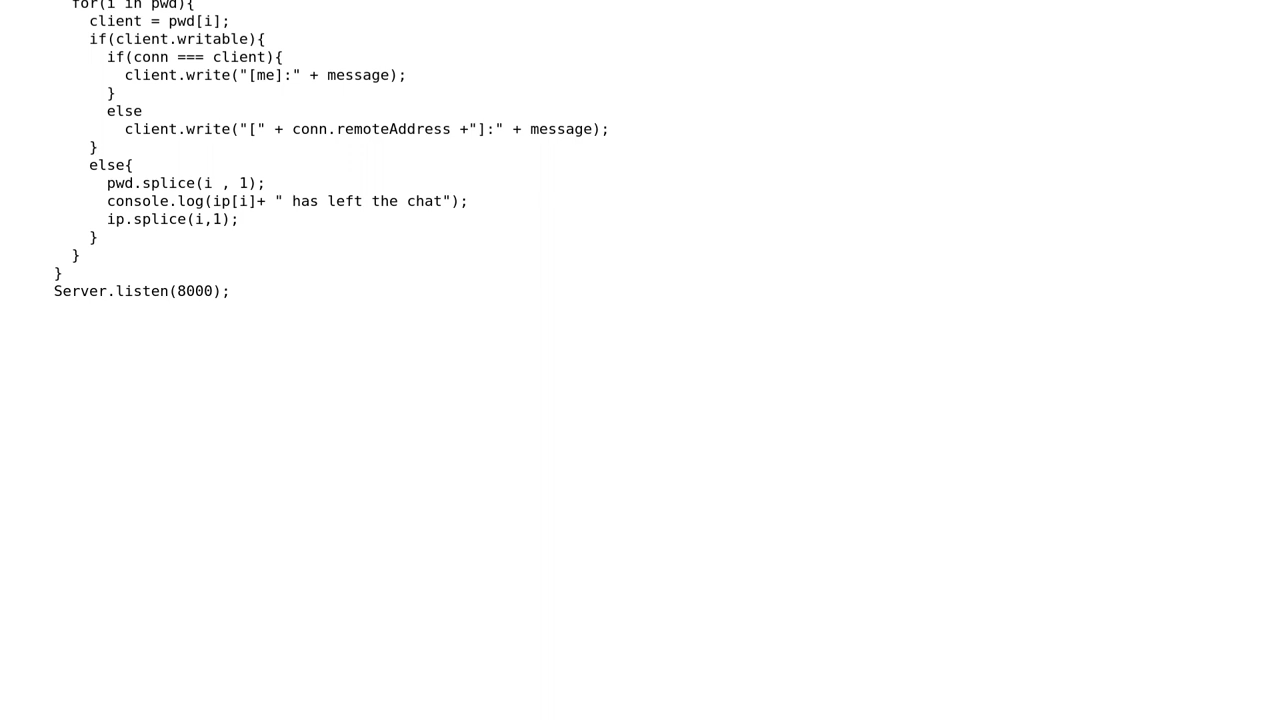 for(i in pwd){
client = pwd[i];
if(client.writable){
if(conn === client){
client.write("[me]:" + message);
}
else
client.write("[" + conn.remoteAddress +"]:" + message);
}
else{
pwd.splice(i , 1);
console.log(ip[i]+ " has left the chat");
ip.splice(i,1);
}
}
}
Server.listen(8000);